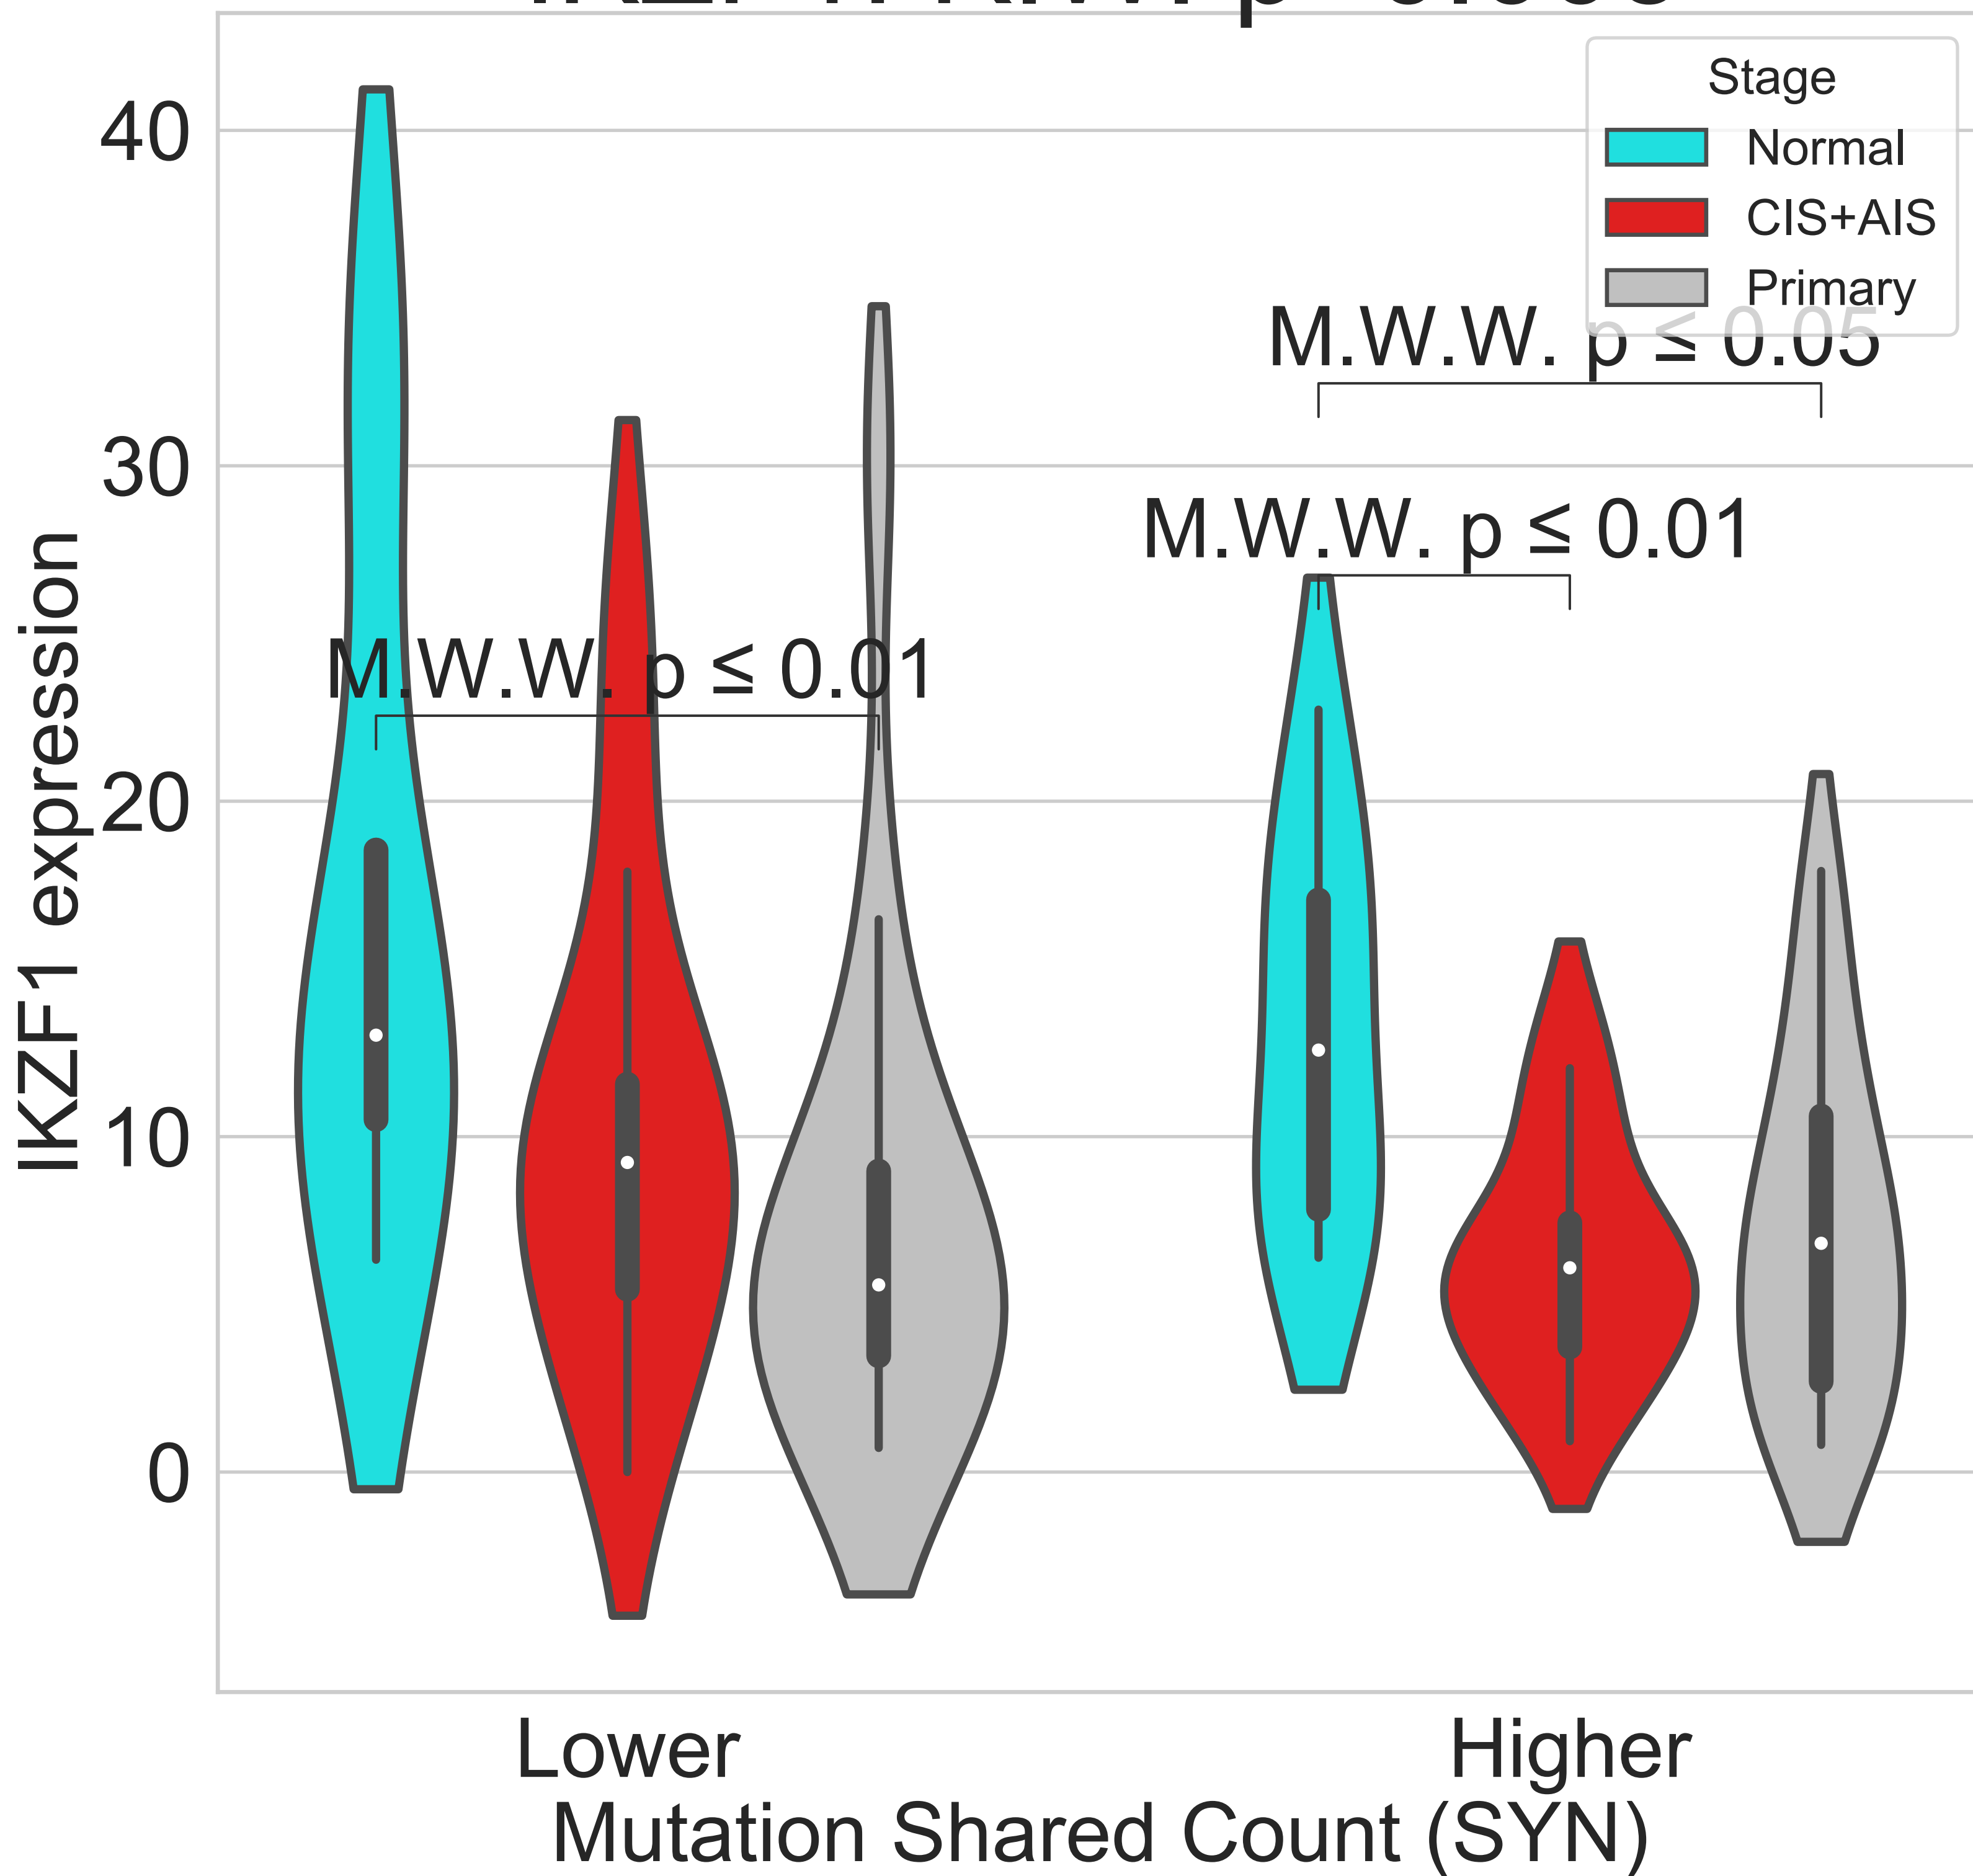 Stage
Normal
CIS+AIS
Primary
M.W.W. p ≤ 0.05
M.W.W. p ≤ 0.01
M.W.W. p ≤ 0.01
40
30
20
10
0
IKZF1 expression
Lower
Higher
Mutation Shared Count (SYN)